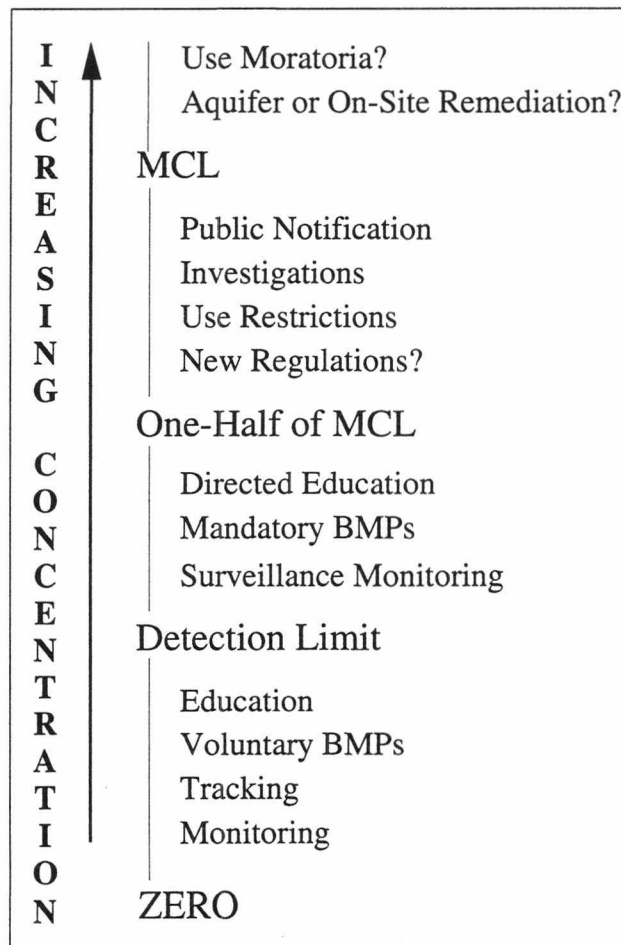 INCREASING CONCENTRATION
Use Moratoria?
Aquifer or On-Site Remediation?
MCL
Public Notification
Investigations
Use Restrictions
New Regulations?
One-Half of MCL
Directed Education
Mandatory BMPs
Surveillance Monitoring
Detection Limit
Education
Voluntary BMPs
Tracking
Monitoring
ZERO